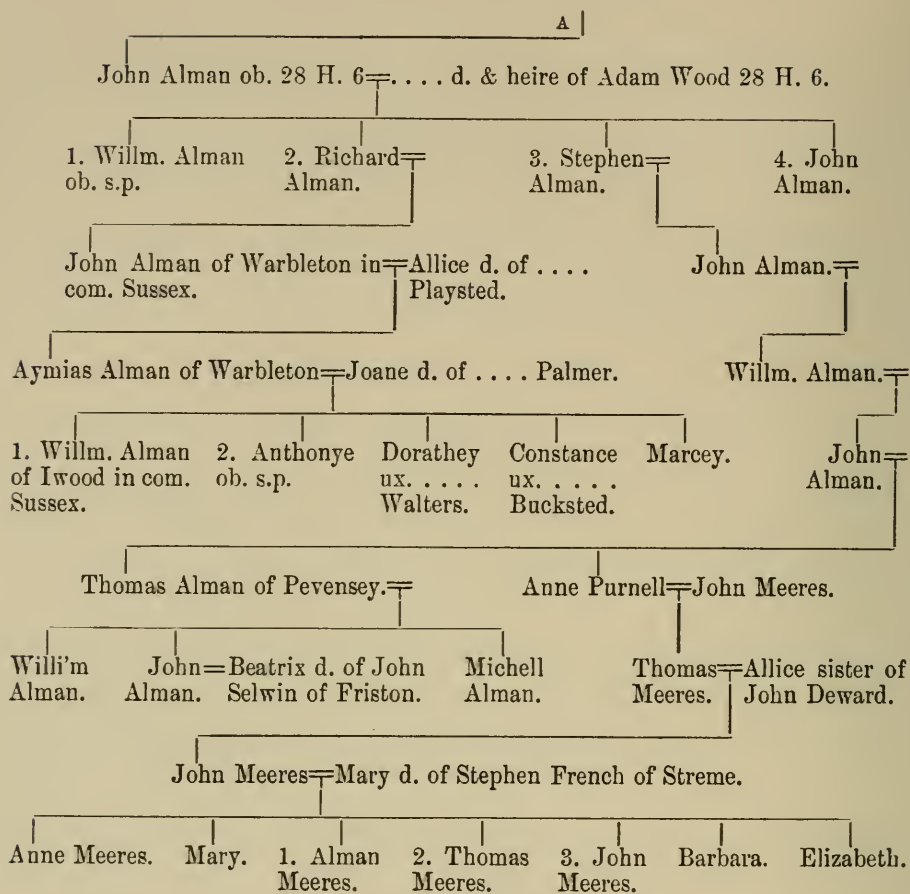 A
John Alman ob. 28 H. 6=. . . . d. & heire of Adam Wood 28 H. 6.
1. Willm. Alman 2. Richard= 3. Stephen= 4. John
ob. s.p. Alman. Alman. Alman.
John Alman of Warbleton in=Allice d. of . . . . John Alman.=
com. Sussex. Playsted.
Aymias Alman of Warbleton=Joane d. of . . . . Palmer. Willm. Alman.=
1. Willm. Alman 2. Anthonye Dorathey Constance Marcey. John=
of Iwood in com. ob. s.p. ux. . . . . . ux. . . . . . Alman.
Sussex. Walters. Bucksted.
Thomas Alman of Pevensey.= Anne Purnell=John Meeres.
Willi'm John=Beatrix d. of John Michell Thomas=Allice sister of
Alman. Alman. Selwin of Friston. Alman. Meeres. John Deward.
John Meeres=Mary d. of Stephen French of Streme.
Anne Meeres. Mary. 1. Alman 2. Thomas 3. John Barbara. Elizabeth.
Meeres. Meeres. Meeres.